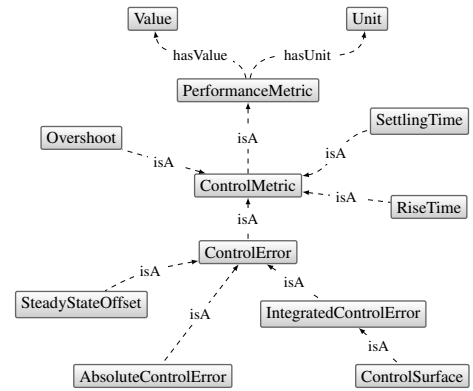 Value
Unit
hasValue
hasUnit
PerformanceMetric
isA
SettlingTime
Overshoot
isA
isA
ControlMetric
isA
RiseTime
isA
ControlError
isA
isA
SteadyStateOffset
isA
IntegratedControlError
isA
AbsoluteControlError
ControlSurface